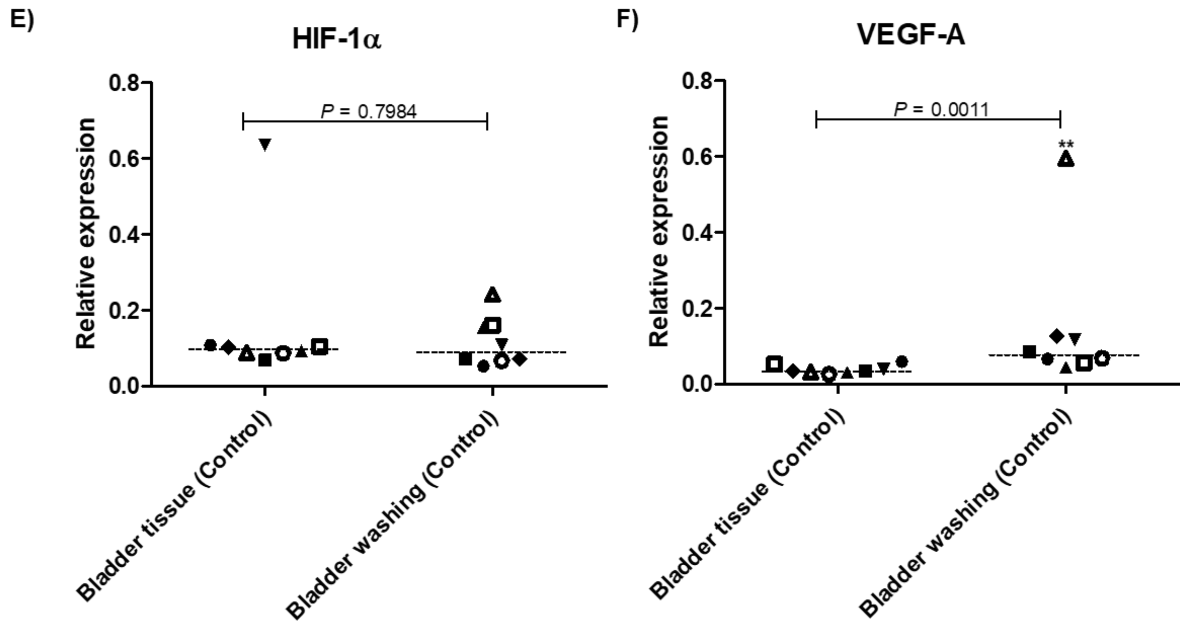 E)
HIF-1α
Relative expression
0.8
0.6
0.4
0.2
0.0
P = 0.7984
Bladder tissue (Control)
Bladder washing (Control)
F)
VEGF-A
Relative expression
0.8
0.6
0.4
0.2
0.0
P = 0.0011
**
Bladder tissue (Control)
Bladder washing (Control)